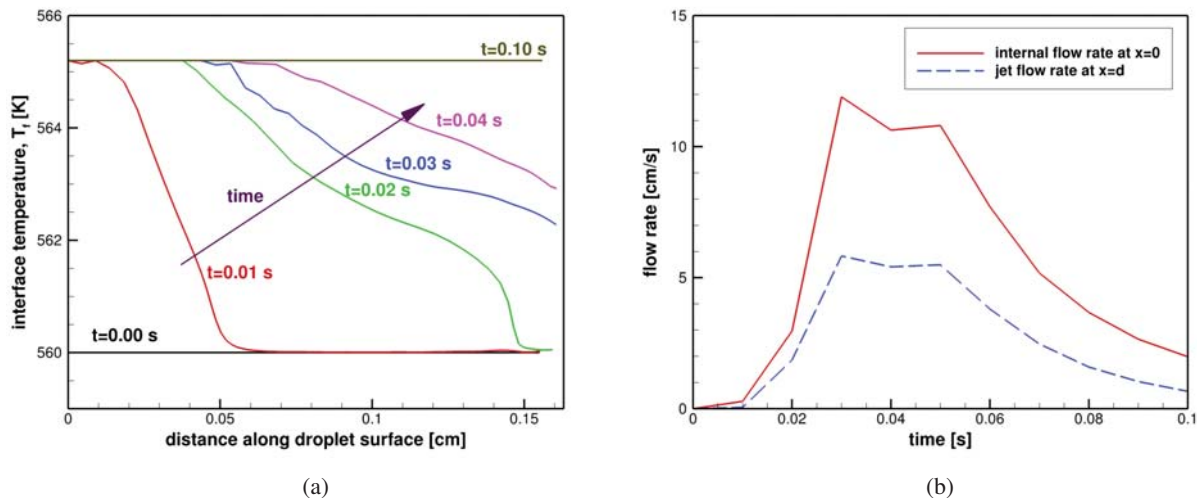 566
564
562
560
interface temperature, T_f [K]
t=0.10 s
t=0.04 s
t=0.03 s
t=0.02 s
time
t=0.01 s
t=0.00 s
0
0.05
0.1
0.15
distance along droplet surface [cm]
(a)
15
10
5
0
flow rate [cm/s]
internal flow rate at x=0
jet flow rate at x=d
0
0.02
0.04
0.06
0.08
0.1
time [s]
(b)